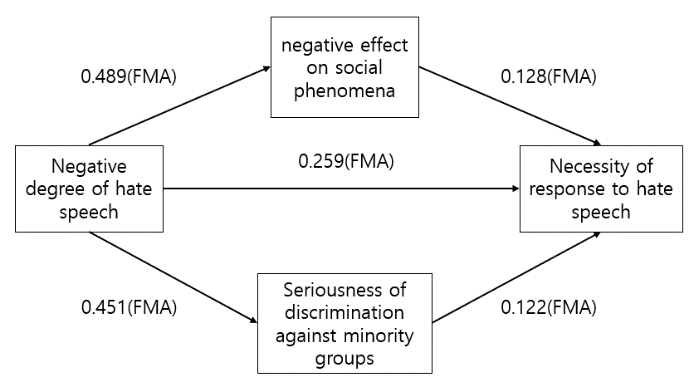 negative effect
on social
phenomena
0.489(FMA)
0.128(FMA)
Negative
degree of hate
speech
0.259(FMA)
Necessity of
response to hate
speech
0.451(FMA)
Seriousness of
discrimination
against minority
groups
0.122(FMA)